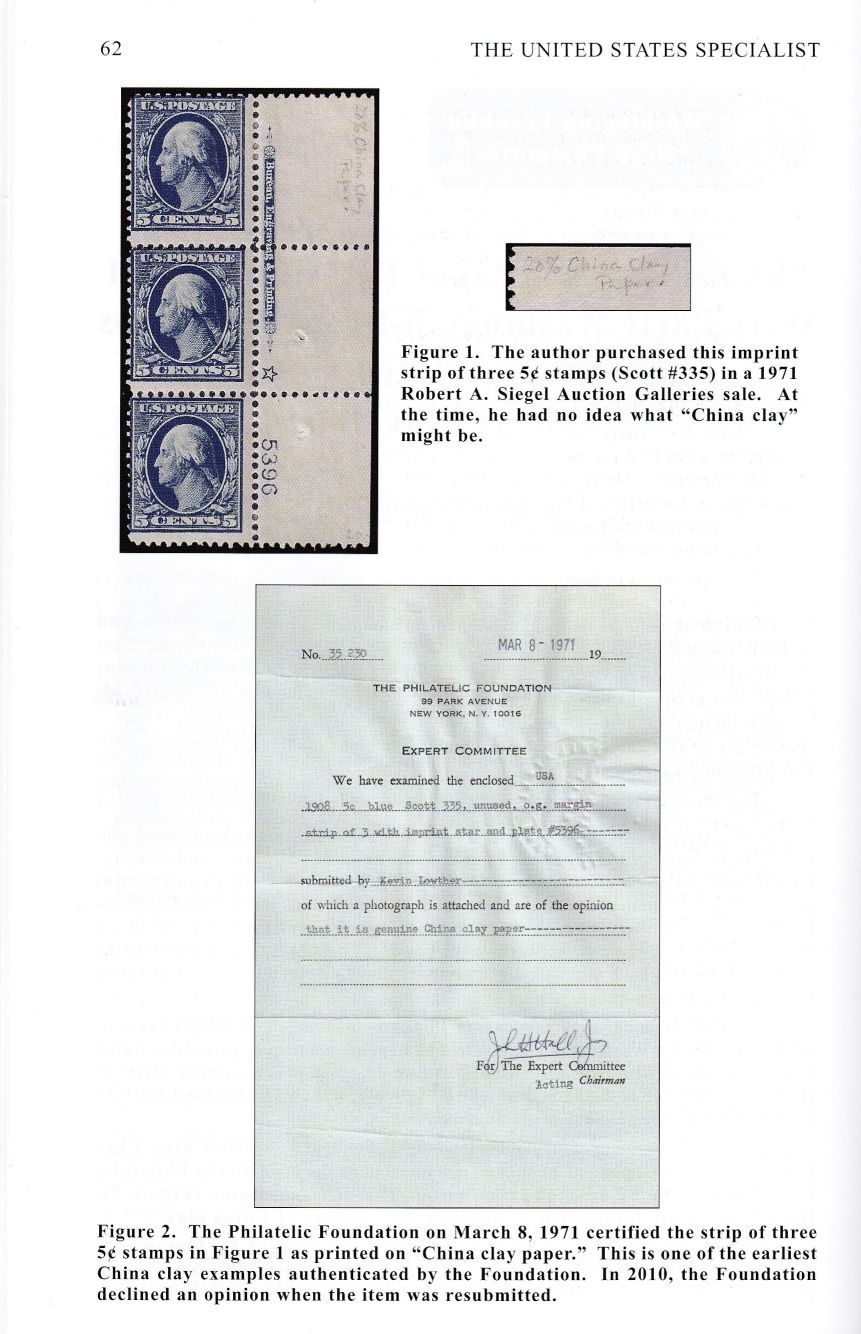 62
THE UNITED STATES SPECIALIST
U.S.POSTAGE
5 CENTS 5
U.S.POSTAGE
5 CENTS 5
U.S.POSTAGE
5 CENTS 5
Bureau, Engraving & Printing.
5396
20% China Clay
Paper.
20% China Clay
Paper.
Figure 1. The author purchased this imprint
strip of three 5¢ stamps (Scott #335) in a 1971
Robert A. Siegel Auction Galleries sale. At
the time, he had no idea what “China clay”
might be.
No. 35 230
MAR 8- 1971 19
THE PHILATELIC FOUNDATION
99 PARK AVENUE
NEW YORK, N. Y. 10016
EXPERT COMMITTEE
We have examined the enclosed USA
1908 5c blue Scott 335, unused, o.g. margin
strip of 3 with imprint star and plate #5396--------
submitted by Kevin Lowther
of which a photograph is attached and are of the opinion
that it is genuine China clay paper------------------
For The Expert Committee
Acting Chairman
Figure 2. The Philatelic Foundation on March 8, 1971 certified the strip of three
5¢ stamps in Figure 1 as printed on “China clay paper.” This is one of the earliest
China clay examples authenticated by the Foundation. In 2010, the Foundation
declined an opinion when the item was resubmitted.